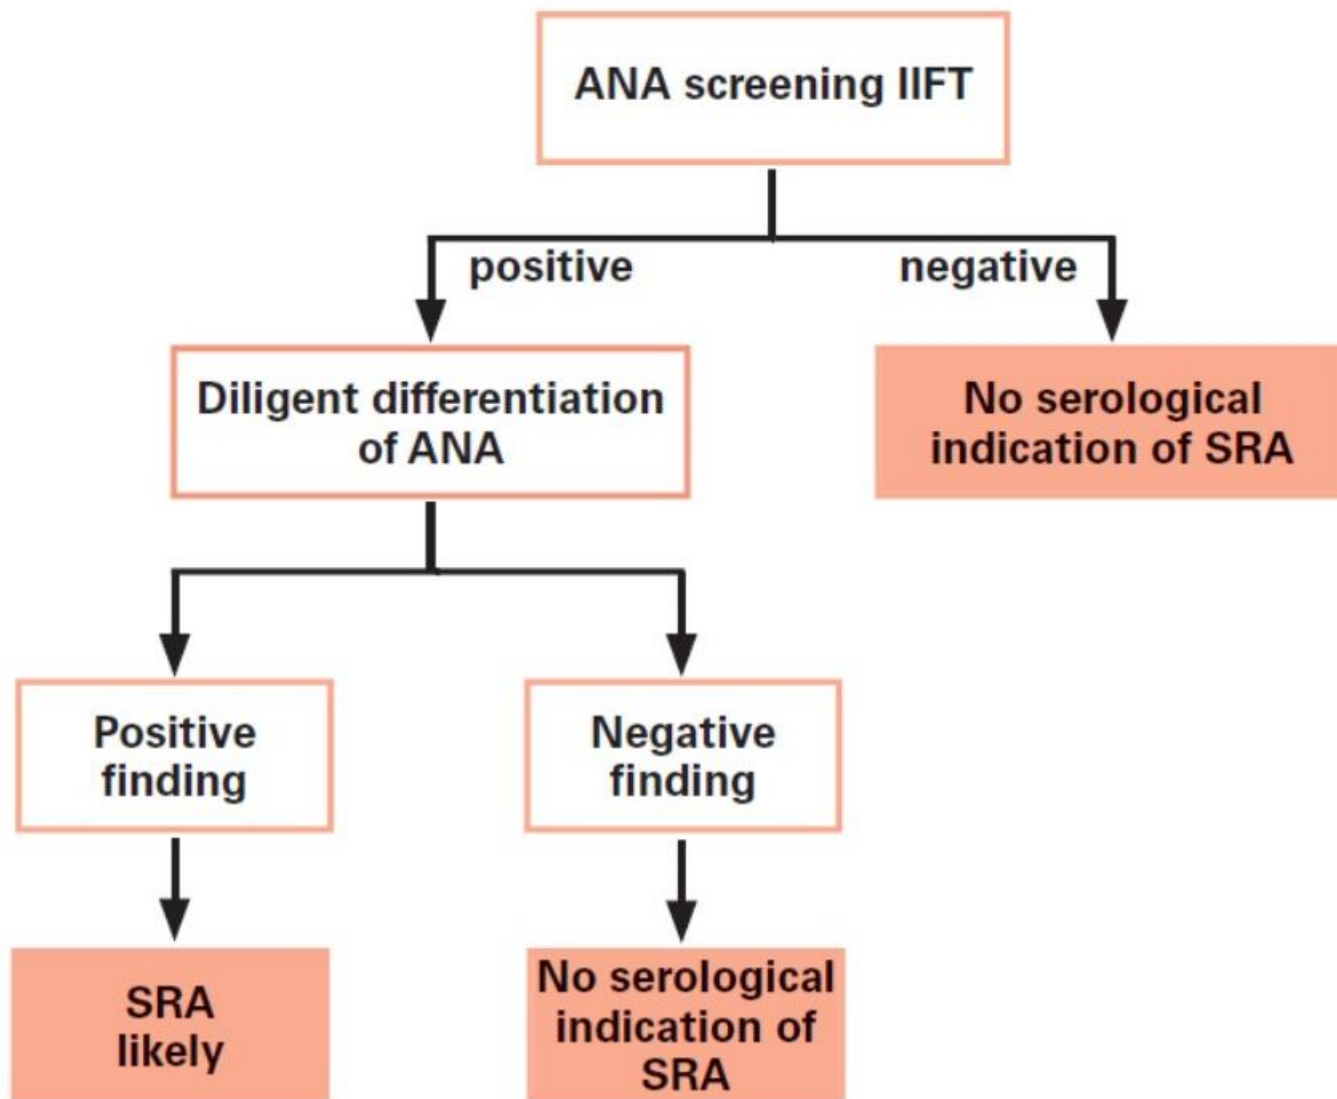 ANA screening IIFT
positive
negative
Diligent differentiation
of ANA
No serological
indication of SRA
Positive
finding
Negative
finding
SRA
likely
No serological
indication of
SRA